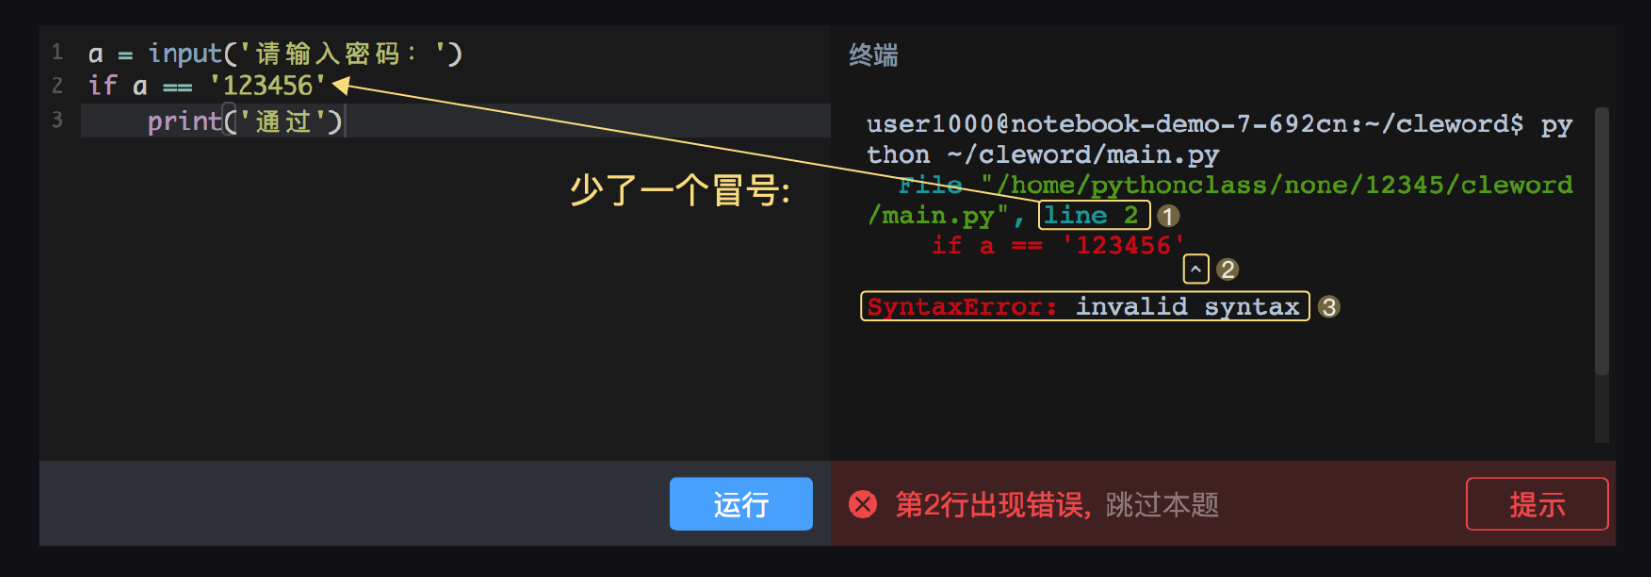 1 a = input('请输入密码：')
2 if a == '123456'
3 print('通过')
少了一个冒号:
运行
终端
user1000@notebook-demo-7-692cn:~/cleword$ py
thon ~/cleword/main.py
File "/home/pythonclass/none/12345/cleword
/main.py", line 2 1
if a == '123456'
^ 2
SyntaxError: invalid syntax 3
第2行出现错误, 跳过本题
提示